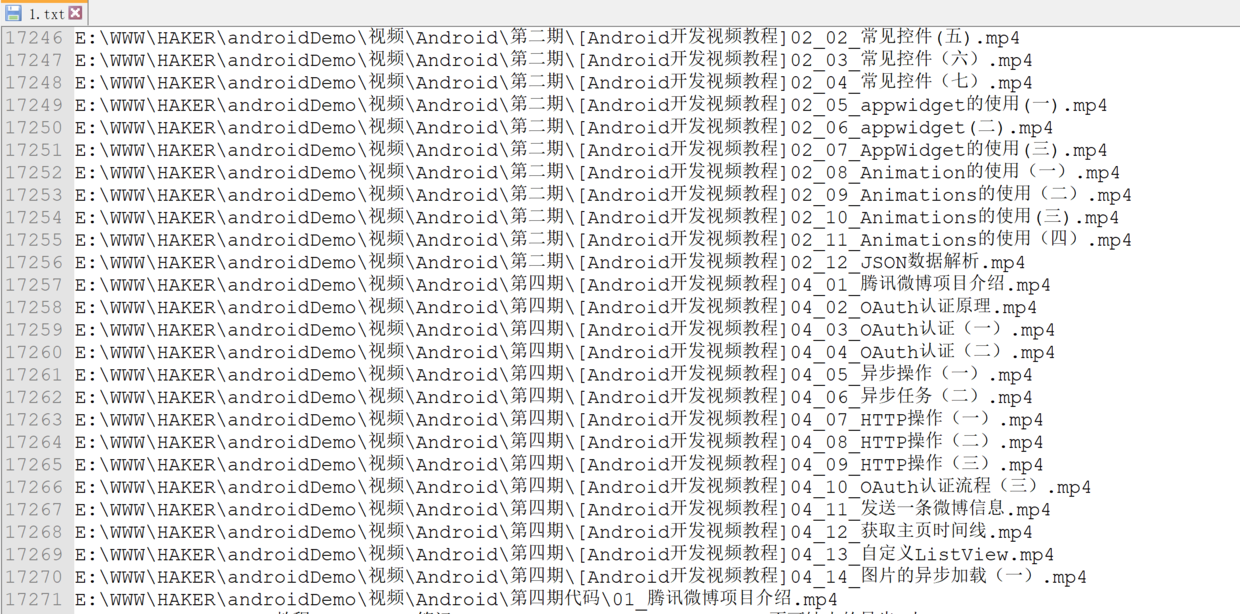 1.txt
17246 E:\WWW\HAKER\androidDemo\视频\Android\第二期\[Android开发视频教程]02_02_常见控件(五).mp4
17247 E:\WWW\HAKER\androidDemo\视频\Android\第二期\[Android开发视频教程]02_03_常见控件（六）.mp4
17248 E:\WWW\HAKER\androidDemo\视频\Android\第二期\[Android开发视频教程]02_04_常见控件（七）.mp4
17249 E:\WWW\HAKER\androidDemo\视频\Android\第二期\[Android开发视频教程]02_05_appwidget的使用(一).mp4
17250 E:\WWW\HAKER\androidDemo\视频\Android\第二期\[Android开发视频教程]02_06_appwidget(二).mp4
17251 E:\WWW\HAKER\androidDemo\视频\Android\第二期\[Android开发视频教程]02_07_AppWidget的使用(三).mp4
17252 E:\WWW\HAKER\androidDemo\视频\Android\第二期\[Android开发视频教程]02_08_Animation的使用（一）.mp4
17253 E:\WWW\HAKER\androidDemo\视频\Android\第二期\[Android开发视频教程]02_09_Animations的使用（二）.mp4
17254 E:\WWW\HAKER\androidDemo\视频\Android\第二期\[Android开发视频教程]02_10_Animations的使用(三).mp4
17255 E:\WWW\HAKER\androidDemo\视频\Android\第二期\[Android开发视频教程]02_11_Animations的使用（四）.mp4
17256 E:\WWW\HAKER\androidDemo\视频\Android\第二期\[Android开发视频教程]02_12_JSON数据解析.mp4
17257 E:\WWW\HAKER\androidDemo\视频\Android\第四期\[Android开发视频教程]04_01_腾讯微博项目介绍.mp4
17258 E:\WWW\HAKER\androidDemo\视频\Android\第四期\[Android开发视频教程]04_02_OAuth认证原理.mp4
17259 E:\WWW\HAKER\androidDemo\视频\Android\第四期\[Android开发视频教程]04_03_OAuth认证（一）.mp4
17260 E:\WWW\HAKER\androidDemo\视频\Android\第四期\[Android开发视频教程]04_04_OAuth认证（二）.mp4
17261 E:\WWW\HAKER\androidDemo\视频\Android\第四期\[Android开发视频教程]04_05_异步操作（一）.mp4
17262 E:\WWW\HAKER\androidDemo\视频\Android\第四期\[Android开发视频教程]04_06_异步任务（二）.mp4
17263 E:\WWW\HAKER\androidDemo\视频\Android\第四期\[Android开发视频教程]04_07_HTTP操作（一）.mp4
17264 E:\WWW\HAKER\androidDemo\视频\Android\第四期\[Android开发视频教程]04_08_HTTP操作（二）.mp4
17265 E:\WWW\HAKER\androidDemo\视频\Android\第四期\[Android开发视频教程]04_09_HTTP操作（三）.mp4
17266 E:\WWW\HAKER\androidDemo\视频\Android\第四期\[Android开发视频教程]04_10_OAuth认证流程（三）.mp4
17267 E:\WWW\HAKER\androidDemo\视频\Android\第四期\[Android开发视频教程]04_11_发送一条微博信息.mp4
17268 E:\WWW\HAKER\androidDemo\视频\Android\第四期\[Android开发视频教程]04_12_获取主页时间线.mp4
17269 E:\WWW\HAKER\androidDemo\视频\Android\第四期\[Android开发视频教程]04_13_自定义ListView.mp4
17270 E:\WWW\HAKER\androidDemo\视频\Android\第四期\[Android开发视频教程]04_14_图片的异步加载（一）.mp4
17271 E:\WWW\HAKER\androidDemo\视频\Android\第四期代码\01_腾讯微博项目介绍.mp4